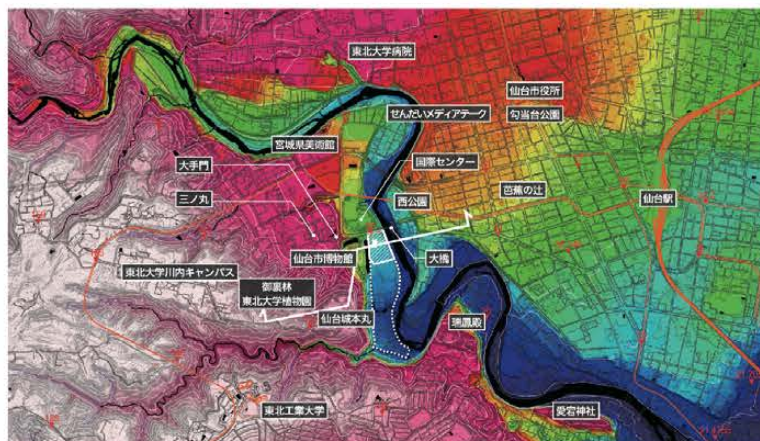 東北大学病院
仙台市役所
せんだいメディアテーク
勾当台公園
宮城県美術館
国際センター
大手門
芭蕉の辻
三ノ丸
西公園
仙台駅
仙台市博物館
大橋
東北大学川内キャンパス
御裏林
東北大学植物園
仙台城本丸
瑞鳳殿
東北工業大学
愛宕神社